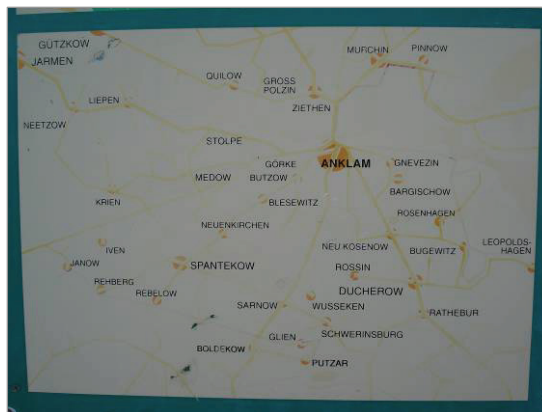 GÜTZKOW
JARMEN
MUFICHIN
PINNOW
QUILOW
GROSS
POLZIN
LIEPEN
ZIETHEN
NEETZOW
STOLPE
GÖRKE
ANKLAM
GNEVEZIN
MEDOW
BUTZOW
BARGISCHOW
KRIEN
BLESEWITZ
ROSENHAGEN
NEUENKIRCHEN
IVEN
NEU KOSENOW
BUGEWITZ
LEOPOLDS-
HAGEN
JANOW
SPANTEKOW
ROSSIN
REHBERG
DUCHEROW
REBELOW
SARNOW
WUSSEKEN
RATHEBUR
GLIEN
SCHWERINSBURG
BOLDEKOW
PUTZAR